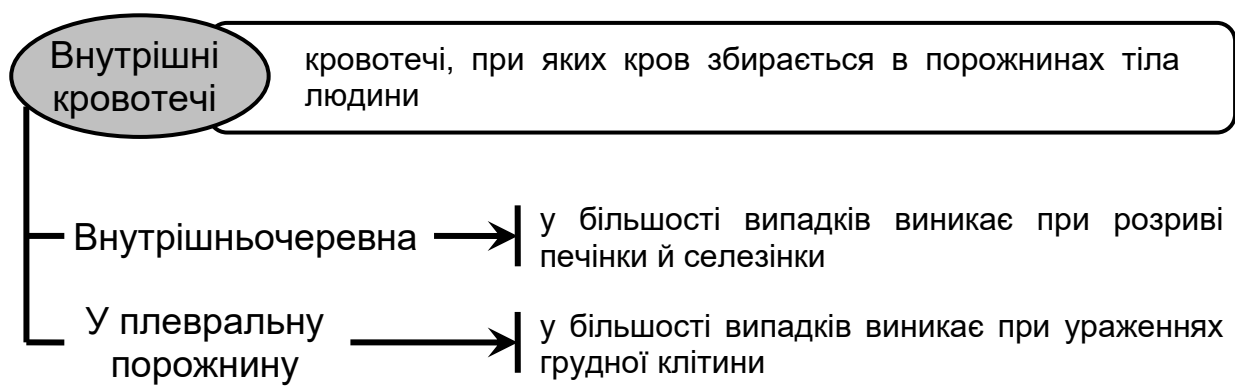 Внутрішні
кровотечі
кровотечі, при яких кров збирається в порожнинах тіла
людини
Внутрішньочеревна
у більшості випадків виникає при розриві
печінки й селезінки
У плевральну
порожнину
у більшості випадків виникає при ураженнях
грудної клітини